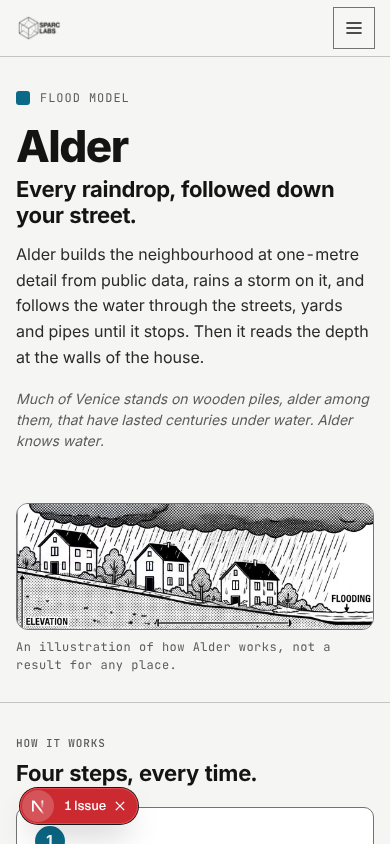 SPARC
LABS
FLOOD MODEL
Alder
Every raindrop, followed down
your street.
Alder builds the neighbourhood at one-metre
detail from public data, rains a storm on it, and
follows the water through the streets, yards
and pipes until it stops. Then it reads the depth
at the walls of the house.
Much of Venice stands on wooden piles, alder among
them, that have lasted centuries under water. Alder
knows water.
FLOODING
ELEVATION
An illustration of how Alder works, not a
result for any place.
HOW IT WORKS
Four steps, every time.
N 1 Issue
1